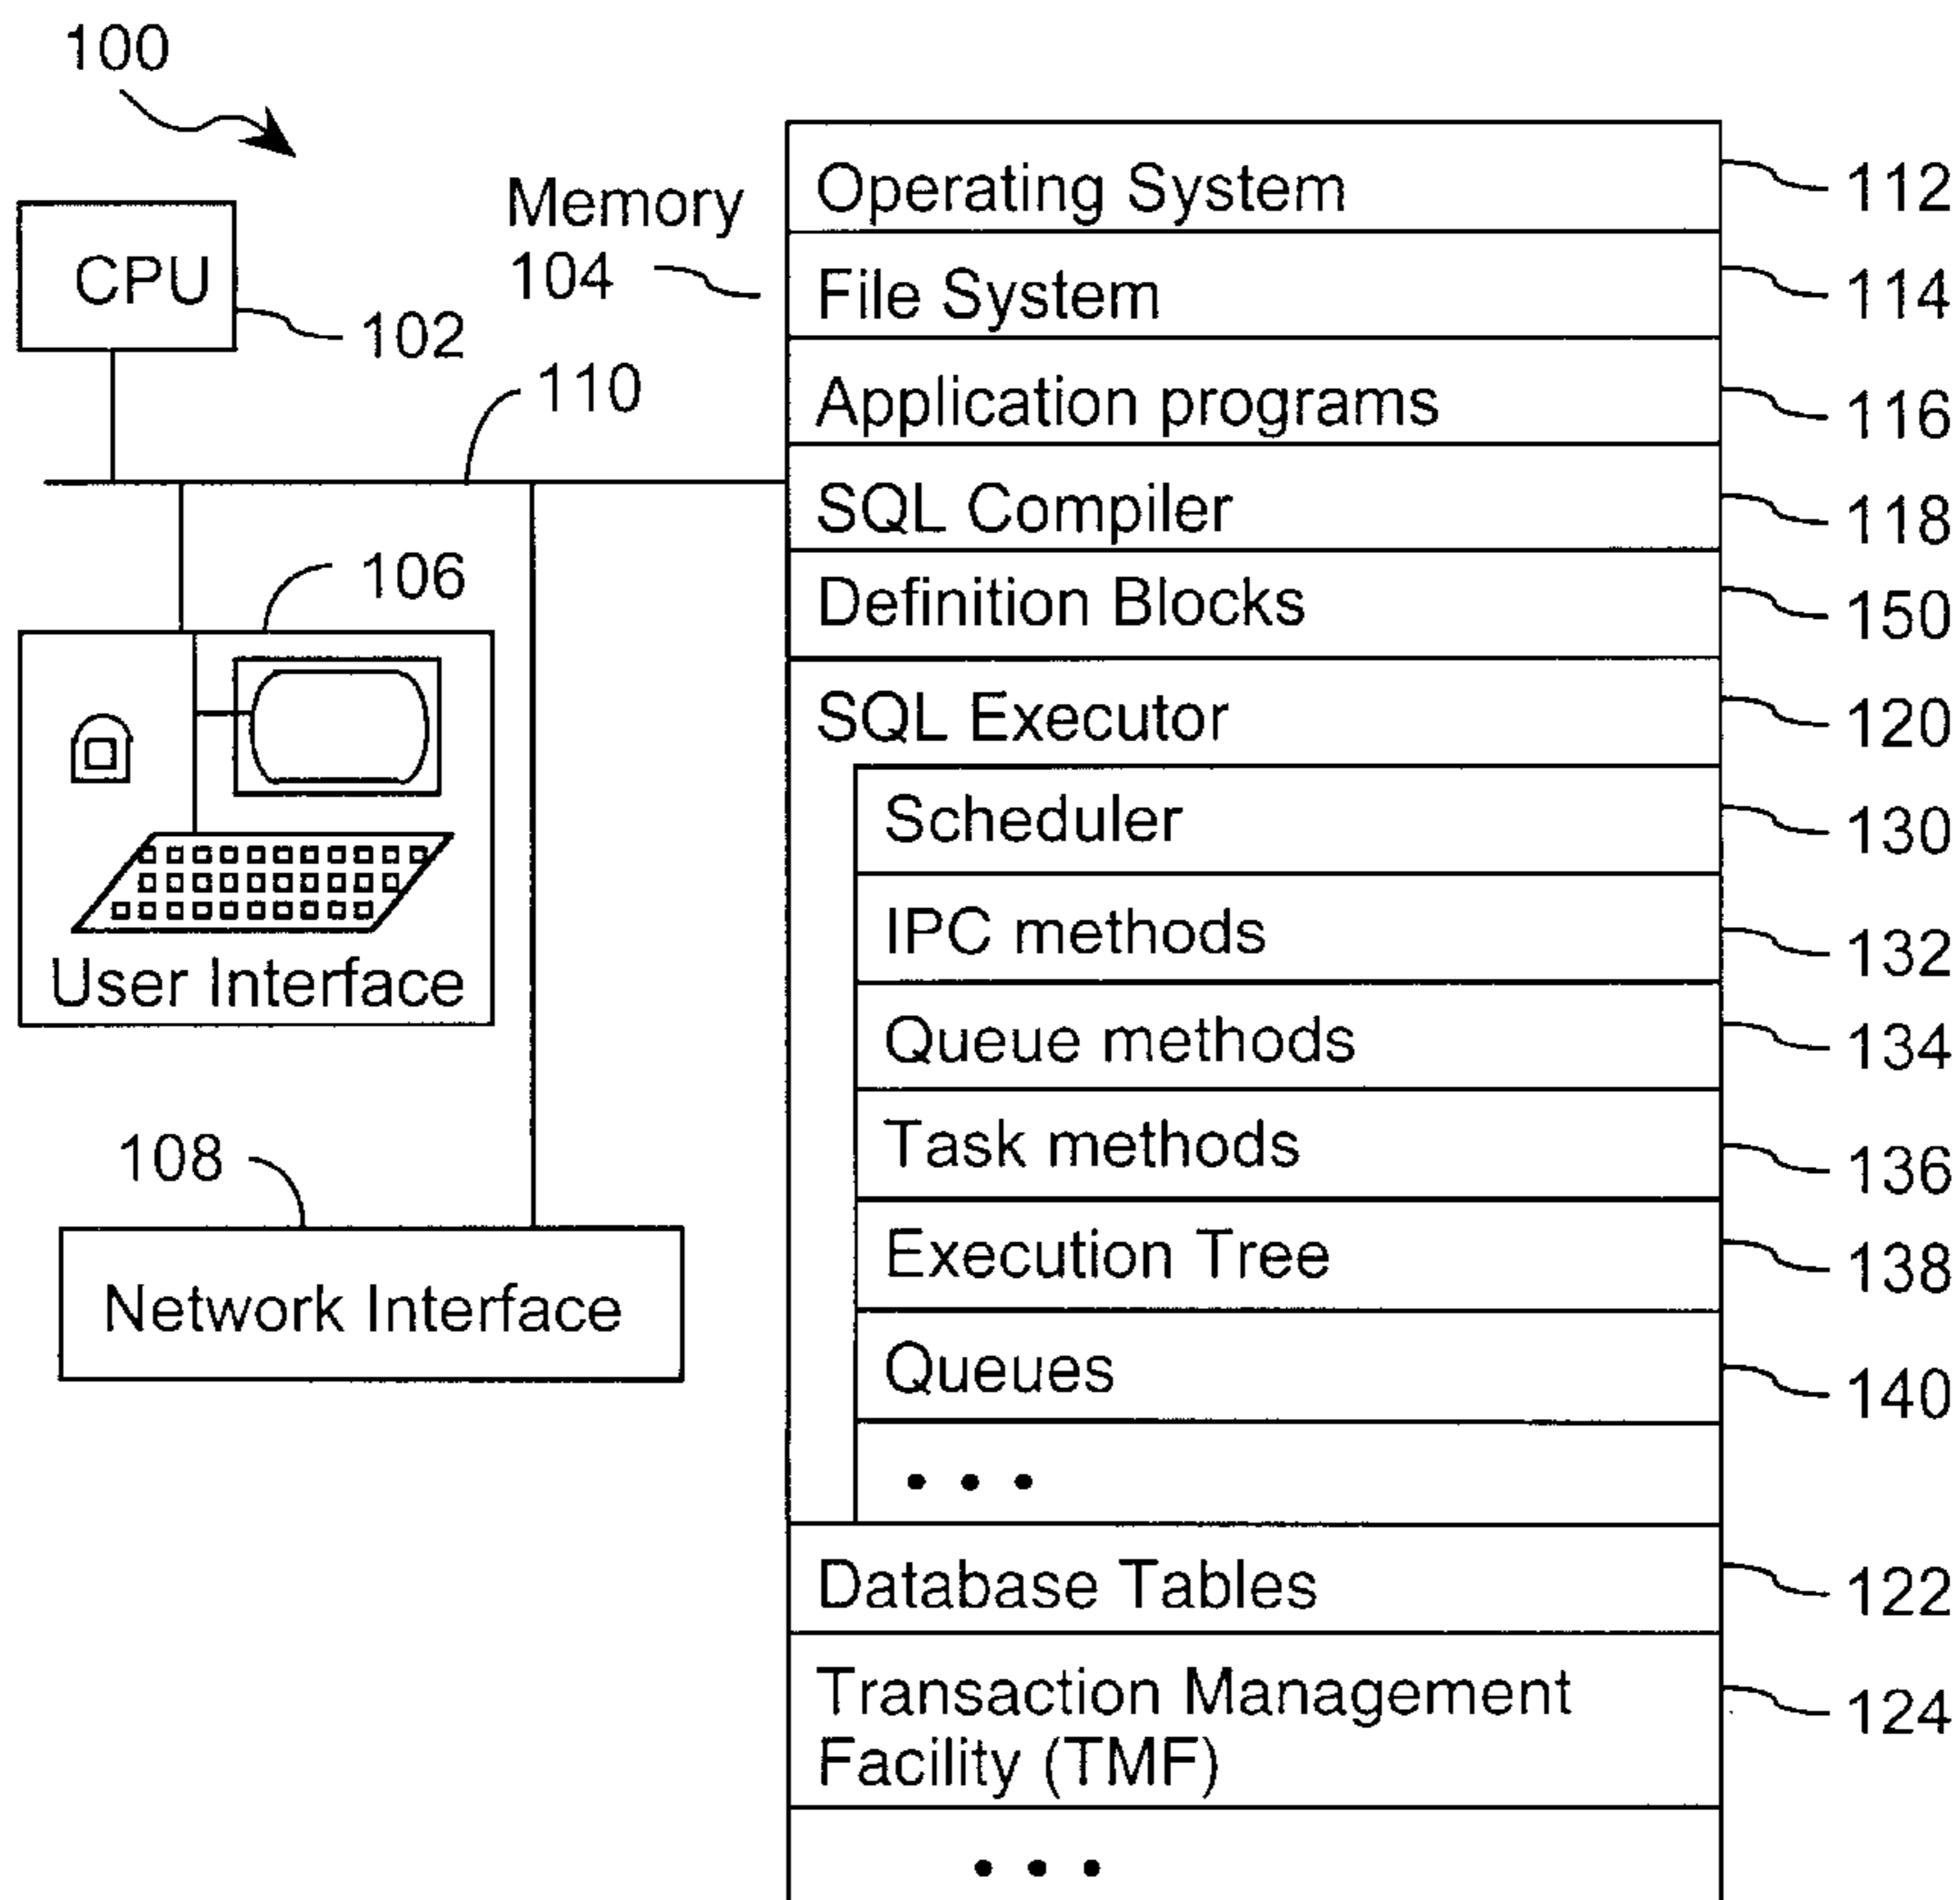 100
CPU
102
Memory
104
110
106
User Interface
108
Network Interface
Operating System 112
File System 114
Application programs 116
SQL Compiler 118
Definition Blocks 150
SQL Executor 120
Scheduler 130
IPC methods 132
Queue methods 134
Task methods 136
Execution Tree 138
Queues 140
• • •
Database Tables 122
Transaction Management 124
Facility (TMF)
• • •